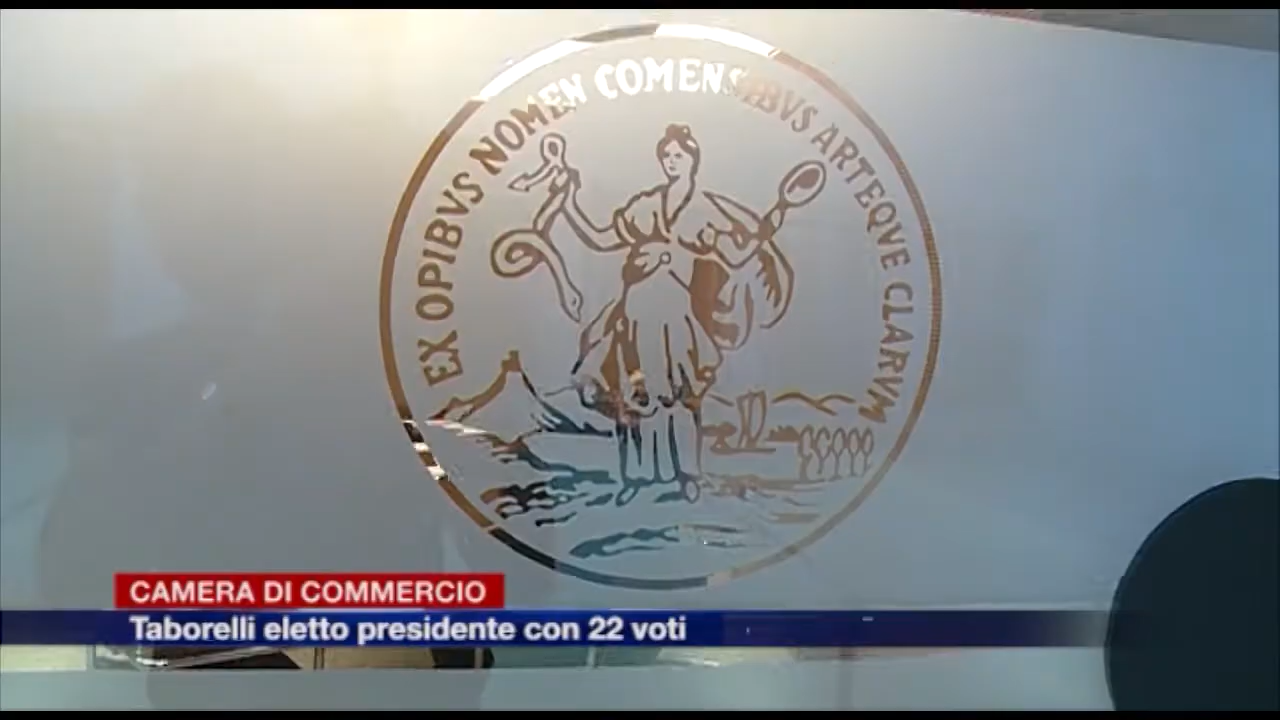 EX OPIBVS NOMEN COMENSIBVS ARTEQVE CLARVM
CAMERA DI COMMERCIO
Taborelli eletto presidente con 22 voti